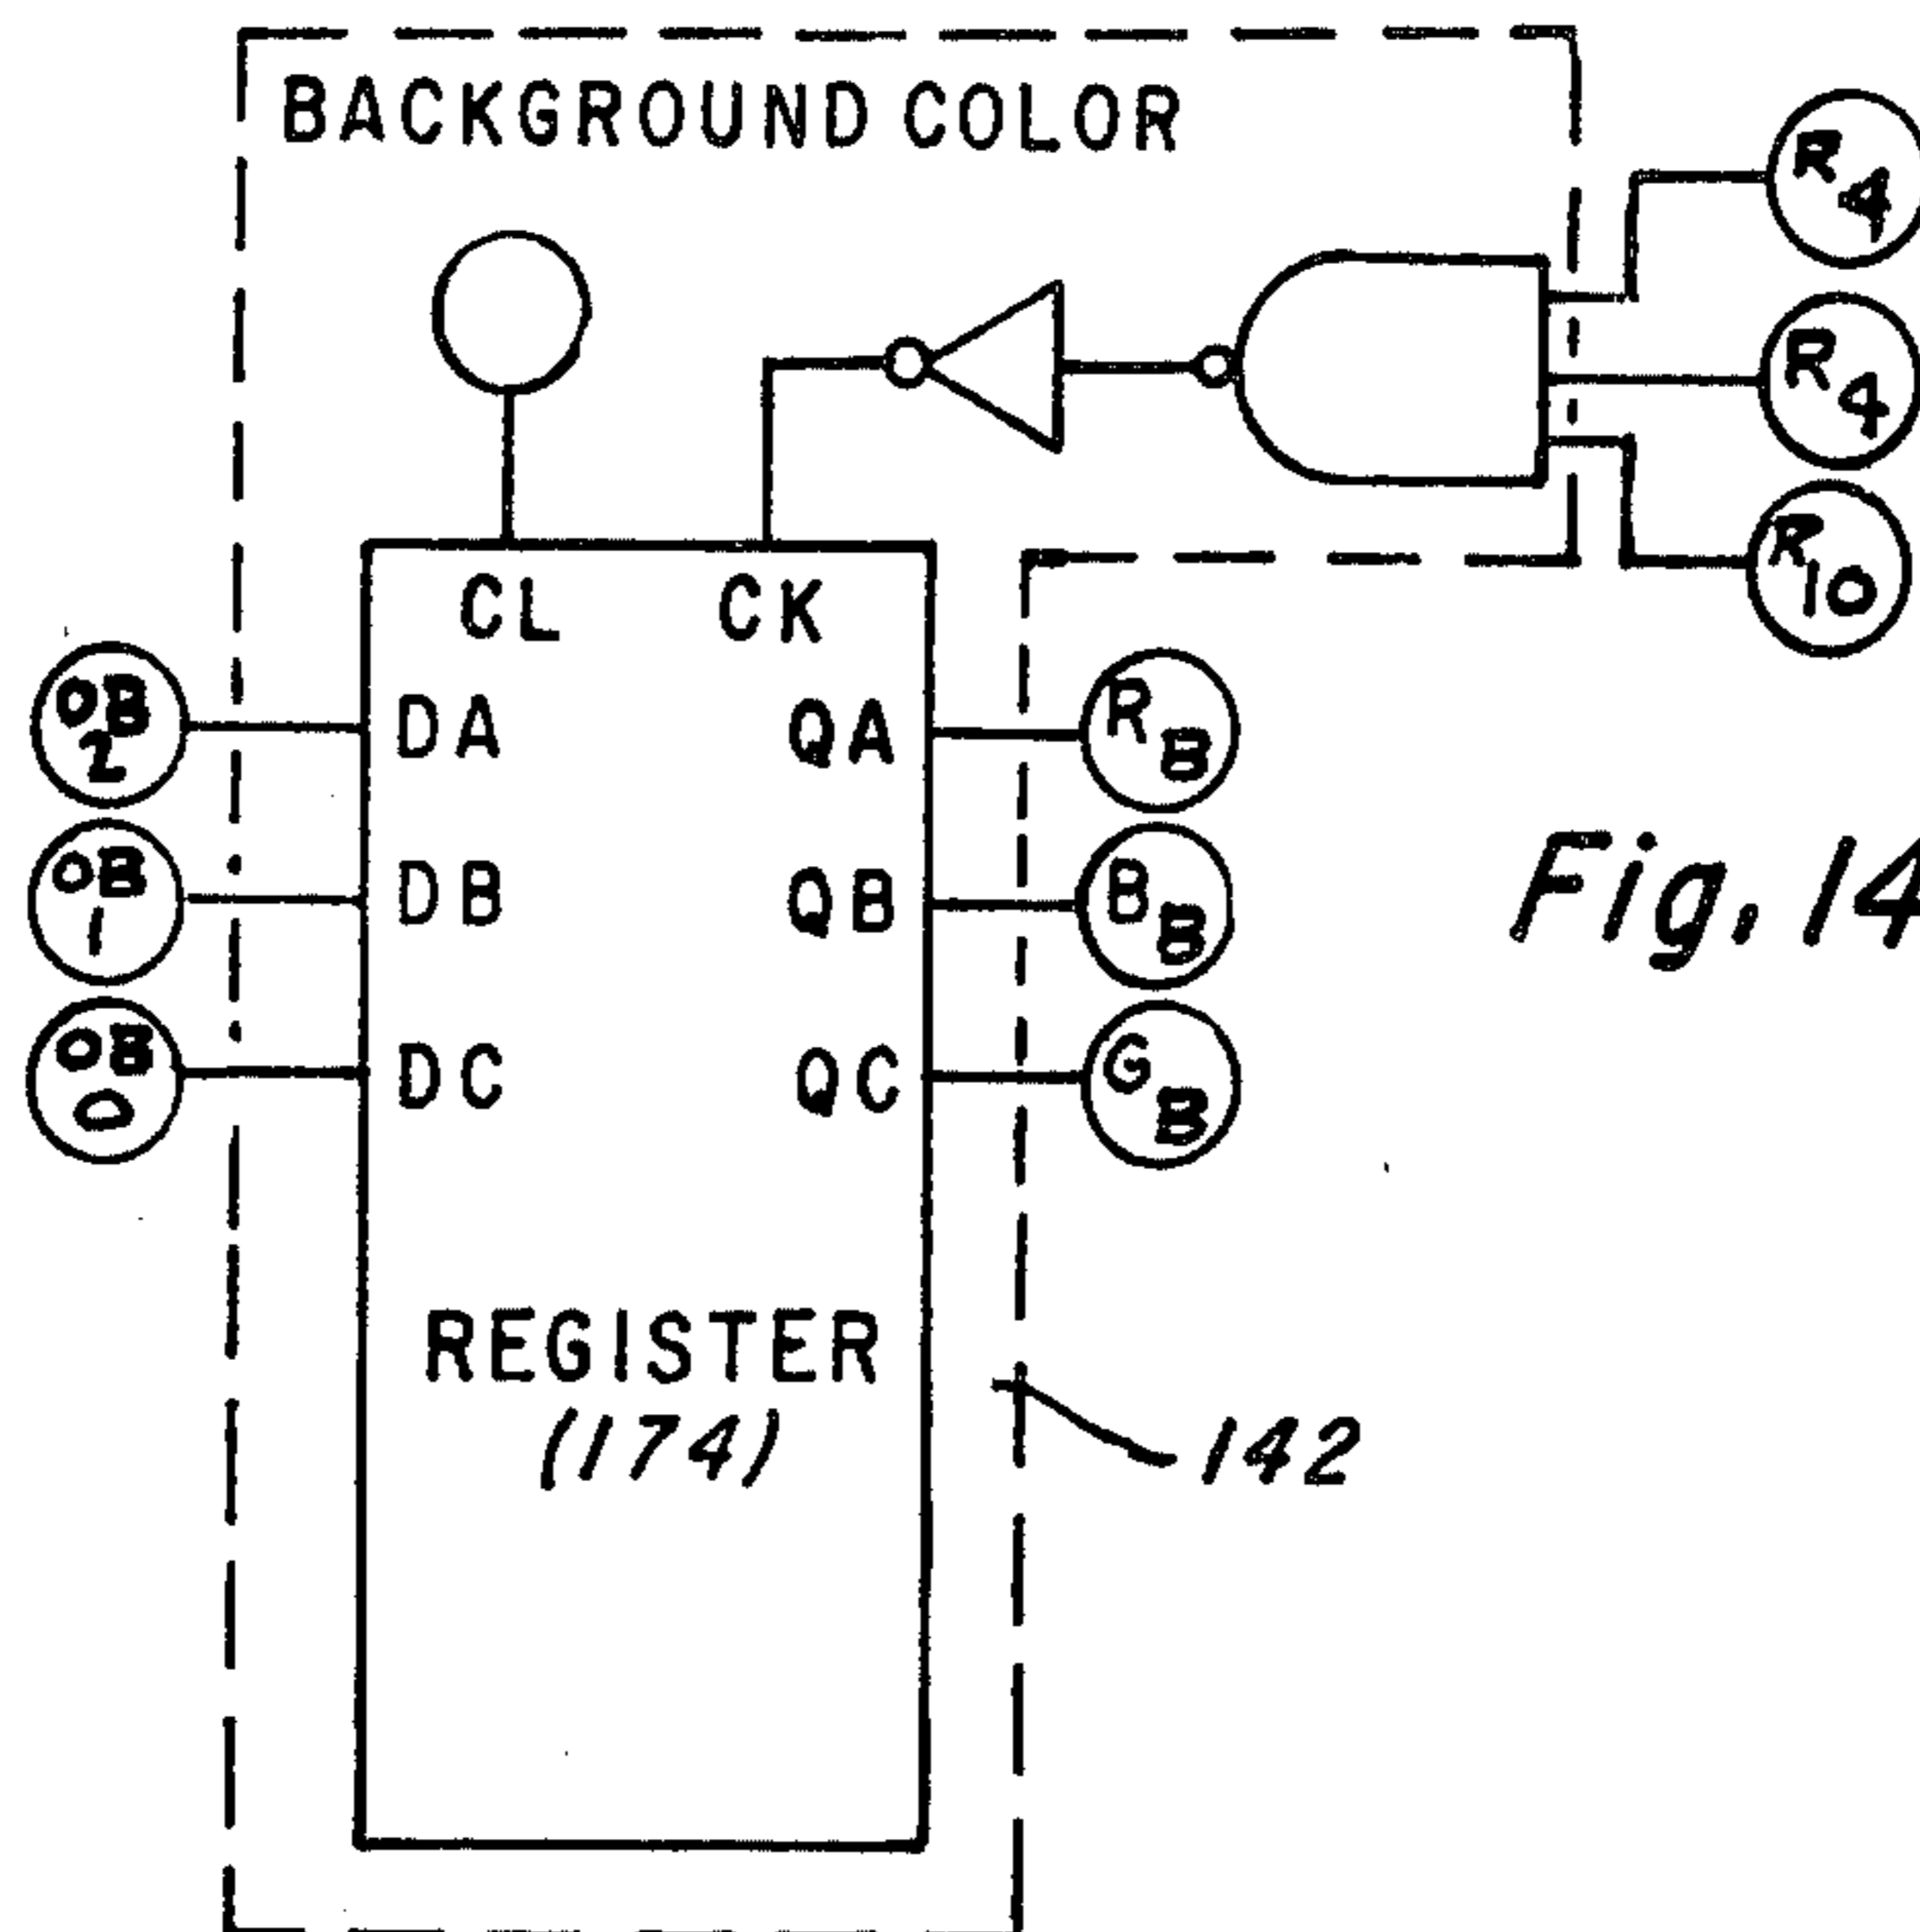 BACKGROUND COLOR
R4
R4
R10
CL CK
OB2 DA QA RB
OB1 DB QB BB
OB0 DC QC GB
Fig. 14
REGISTER
(174)
142